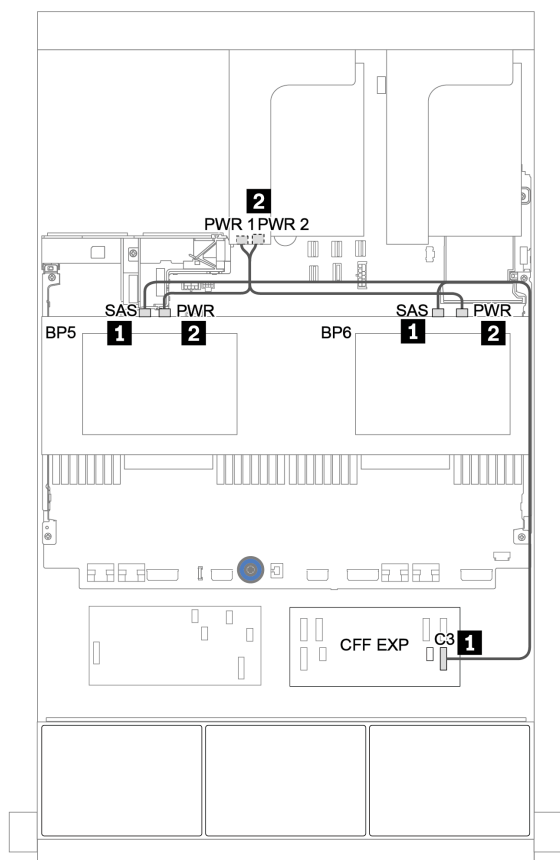 2
PWR 1 PWR 2
SAS PWR SAS PWR
BP5 1 2 BP6 1 2
CFF EXP C3 1